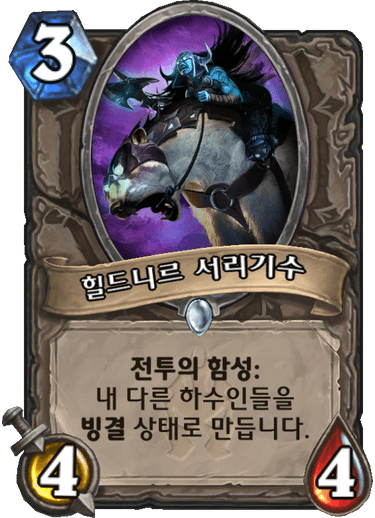 3
힐드니르 서리기수
전투의 함성:
내 다른 하수인들을
빙결 상태로 만듭니다.
4
4